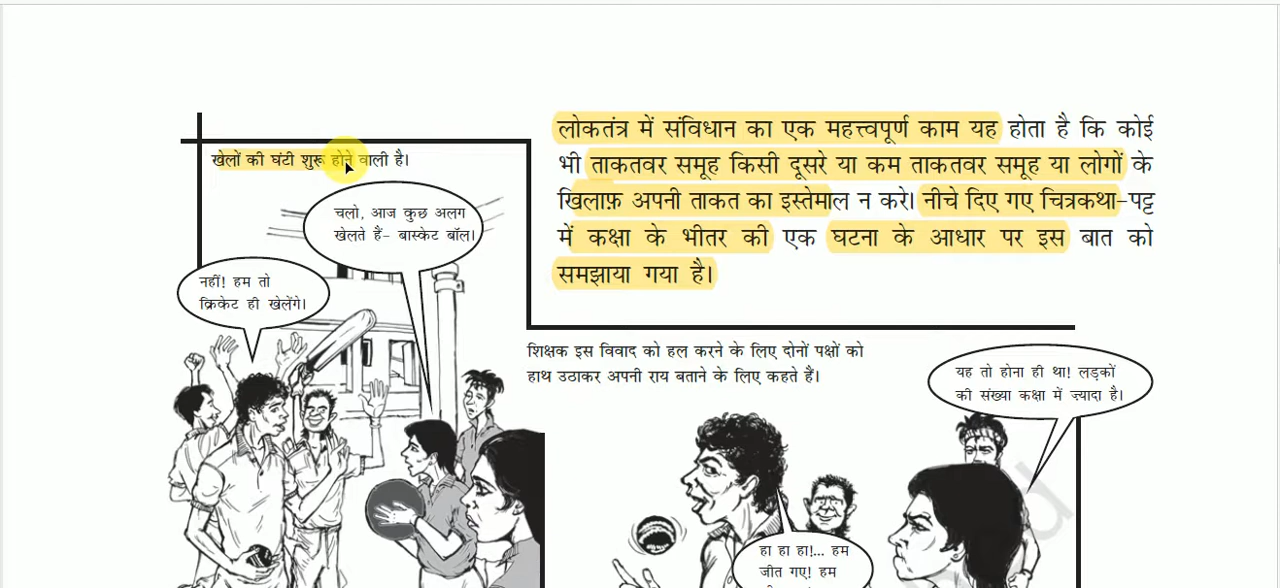 लोकतंत्र में संविधान का एक महत्त्वपूर्ण काम यह होता है कि कोई
भी ताकतवर समूह किसी दूसरे या कम ताकतवर समूह या लोगों के
खिलाफ़ अपनी ताकत का इस्तेमाल न करे। नीचे दिए गए चित्रकथा-पट्ट
में कक्षा के भीतर की एक घटना के आधार पर इस बात को
समझाया गया है।
खेलों की घंटी शुरू होने वाली है।
चलो, आज कुछ अलग
खेलते हैं- बास्केट बॉल।
नहीं! हम तो
क्रिकेट ही खेलेंगे।
शिक्षक इस विवाद को हल करने के लिए दोनों पक्षों को
हाथ उठाकर अपनी राय बताने के लिए कहते हैं।
यह तो होना ही था! लड़कों
की संख्या कक्षा में ज़्यादा है।
हा हा हा!... हम
जीत गए! हम